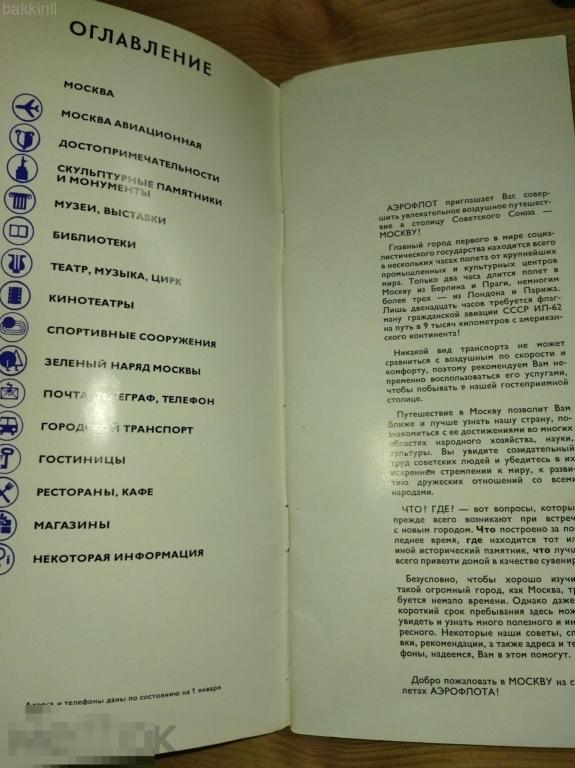 bakkirill
ОГЛАВЛЕНИЕ
МОСКВА
МОСКВА АВИАЦИОННАЯ
ДОСТОПРИМЕЧАТЕЛЬНОСТИ
СКУЛЬПТУРНЫЕ ПАМЯТНИКИ
И МОНУМЕНТЫ
МУЗЕИ, ВЫСТАВКИ
БИБЛИОТЕКИ
ТЕАТР, МУЗЫКА, ЦИРК
КИНОТЕАТРЫ
СПОРТИВНЫЕ СООРУЖЕНИЯ
ЗЕЛЕНЫЙ НАРЯД МОСКВЫ
ПОЧТА, ТЕЛЕГРАФ, ТЕЛЕФОН
ГОРОДСКОЙ ТРАНСПОРТ
ГОСТИНИЦЫ
РЕСТОРАНЫ, КАФЕ
МАГАЗИНЫ
НЕКОТОРАЯ ИНФОРМАЦИЯ
Адреса и телефоны даны по состоянию на 1 января
АЭРОФЛОТ приглашает Вас совер-
шить увлекательное воздушное путешест-
вие в столицу Советского Союза —
МОСКВУ!
Главный город первого в мире социа-
листического государства находится всего
в нескольких часах полета от крупнейших
промышленных и культурных центров
мира. Только два часа длится полет в
Москву из Берлина и Праги, немногим
более трех — из Лондона и Парижа.
Лишь двенадцать часов требуется флаг-
ману гражданской авиации СССР ИЛ-62
на путь в 9 тысяч километров с американ-
ского континента!
Никакой вид транспорта не может
сравниться с воздушным по скорости и
комфорту, поэтому рекомендуем Вам не-
пременно воспользоваться его услугами,
чтобы побывать в нашей гостеприимной
столице.
Путешествие в Москву позволит Вам
ближе и лучше узнать нашу страну, по-
знакомиться с ее достижениями во многих
областях народного хозяйства, науки,
культуры. Вы увидите созидательный
труд советских людей и убедитесь в их
искреннем стремлении к миру, к разви-
тию дружеских отношений со всеми
народами.
ЧТО? ГДЕ? — вот вопросы, которы
прежде всего возникают при встреч
с новым городом. Что построено за по
леднее время, где находится тот ил
иной исторический памятник, что лучш
всего привезти домой в качестве сувенир
Безусловно, чтобы хорошо изучи
такой огромный город, как Москва, тр
буется немало времени. Однако даже
короткий срок пребывания здесь мож
увидеть и узнать много полезного и ин
ресного. Некоторые наши советы, сп
вки, рекомендации, а также адреса и те
фоны, надеемся, Вам в этом помогут.
Добро пожаловать в МОСКВУ на с
летах АЭРОФЛОТА!